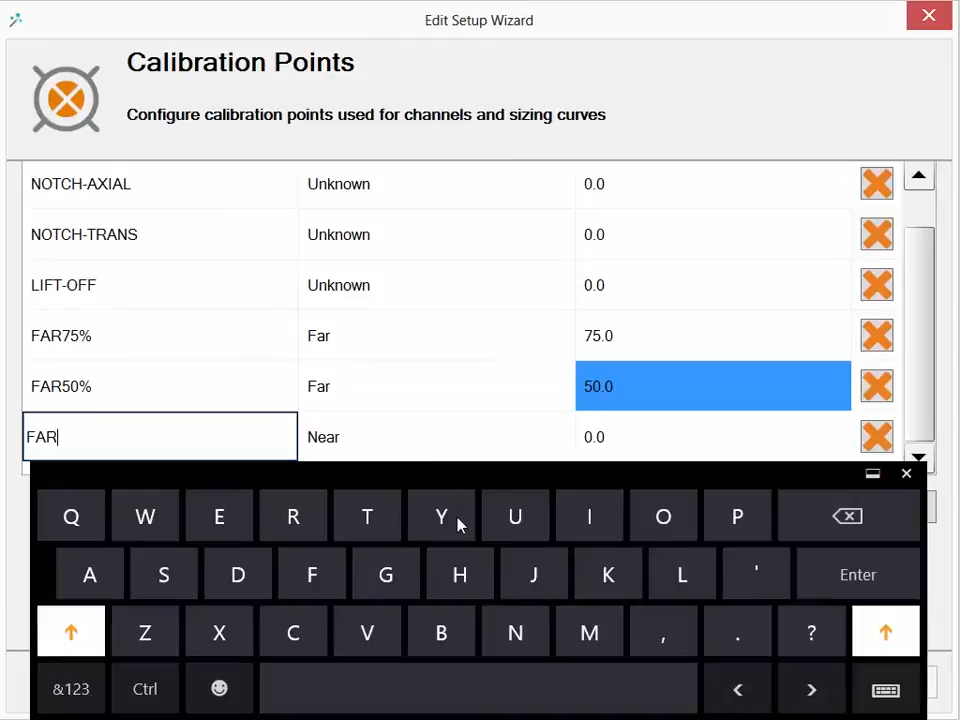 Edit Setup Wizard
Calibration Points
Configure calibration points used for channels and sizing curves
NOTCH-AXIAL Unknown 0.0
NOTCH-TRANS Unknown 0.0
LIFT-OFF Unknown 0.0
FAR75% Far 75.0
FAR50% Far 50.0
FAR Near 0.0
Q W E R T Y U I O P
A S D F G H J K L ' Enter
Z X C V B N M , . ?
&123 Ctrl < >